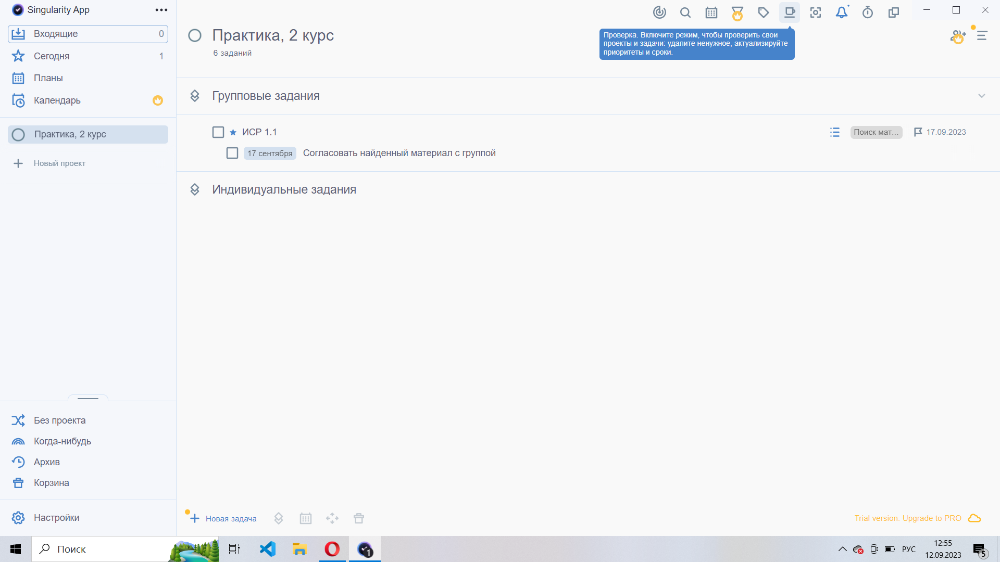 Singularity App
Входящие 0
Сегодня 1
Планы
Календарь
Практика, 2 курс
Новый проект
Без проекта
Когда-нибудь
Архив
Корзина
Настройки
Практика, 2 курс
6 заданий
Проверка. Включите режим, чтобы проверить свои
проекты и задачи: удалите ненужное, актуализируйте
приоритеты и сроки.
Групповые задания
ИСР 1.1 Поиск мат... 17.09.2023
17 сентября Согласовать найденный материал с группой
Индивидуальные задания
Новая задача
Trial version. Upgrade to PRO
Поиск
1
РУС
12:55
12.09.2023
5